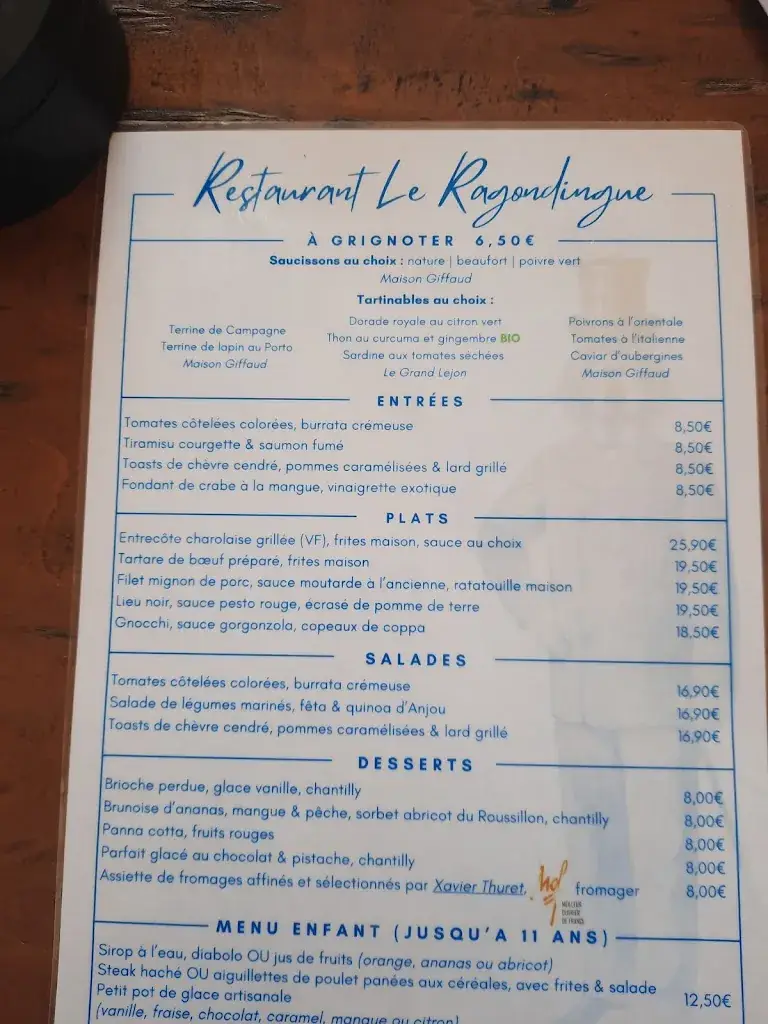 Restaurant Le Ragondingue
À GRIGNOTER 6,50€
Saucissons au choix : nature | beaufort | poivre vert
Maison Giffaud
Tartinables au choix :
Terrine de Campagne
Terrine de lapin au Porto
Maison Giffaud
Dorade royale au citron vert
Thon au curcuma et gingembre BIO
Sardine aux tomates séchées
Le Grand Lejon
Poivrons à l'orientale
Tomates à l'italienne
Caviar d'aubergines
Maison Giffaud
ENTRÉES
Tomates côtelées colorées, burrata crémeuse 8,50€
Tiramisu courgette & saumon fumé 8,50€
Toasts de chèvre cendré, pommes caramélisées & lard grillé 8,50€
Fondant de crabe à la mangue, vinaigrette exotique 8,50€
PLATS
Entrecôte charolaise grillée (VF), frites maison, sauce au choix 25,90€
Tartare de bœuf préparé, frites maison 19,50€
Filet mignon de porc, sauce moutarde à l'ancienne, ratatouille maison 19,50€
Lieu noir, sauce pesto rouge, écrasé de pomme de terre 19,50€
Gnocchi, sauce gorgonzola, copeaux de coppa 18,50€
SALADES
Tomates côtelées colorées, burrata crémeuse 16,90€
Salade de légumes marinés, fêta & quinoa d'Anjou 16,90€
Toasts de chèvre cendré, pommes caramélisées & lard grillé 16,90€
DESSERTS
Brioche perdue, glace vanille, chantilly 8,00€
Brunoise d'ananas, mangue & pêche, sorbet abricot du Roussillon, chantilly 8,00€
Panna cotta, fruits rouges 8,00€
Parfait glacé au chocolat & pistache, chantilly 8,00€
Assiette de fromages affinés et sélectionnés par Xavier Thuret, fromager 8,00€
MEILLEUR
OUVRIER
DE FRANCE
MENU ENFANT (JUSQU'A 11 ANS)
Sirop à l'eau, diabolo OU jus de fruits (orange, ananas ou abricot)
Steak haché OU aiguillettes de poulet panées aux céréales, avec frites & salade
Petit pot de glace artisanale 12,50€
(vanille, fraise, chocolat, caramel, mangue ou citron)